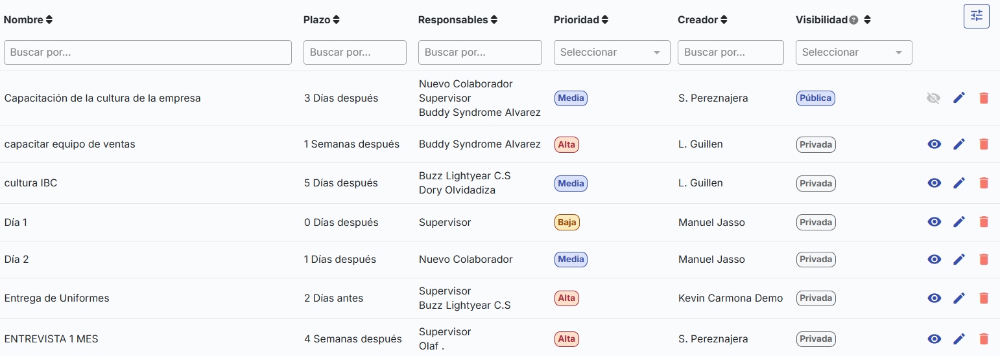 Nombre Plazo Responsables Prioridad Creador Visibilidad ?
Buscar por... Buscar por... Buscar por... Seleccionar Buscar por... Seleccionar
Nuevo Colaborador
Capacitación de la cultura de la empresa 3 Días después Supervisor Media S. Pereznajera Pública
Buddy Syndrome Alvarez
capacitar equipo de ventas 1 Semanas después Buddy Syndrome Alvarez Alta L. Guillen Privada
Buzz Lightyear C.S
cultura IBC 5 Días después Media L. Guillen Privada
Dory Olvidadiza
Día 1 0 Días después Supervisor Baja Manuel Jasso Privada
Día 2 1 Días después Nuevo Colaborador Media Manuel Jasso Privada
Supervisor
Entrega de Uniformes 2 Días antes Alta Kevin Carmona Demo Privada
Buzz Lightyear C.S
Supervisor
ENTREVISTA 1 MES 4 Semanas después Alta S. Pereznajera Privada
Olaf .